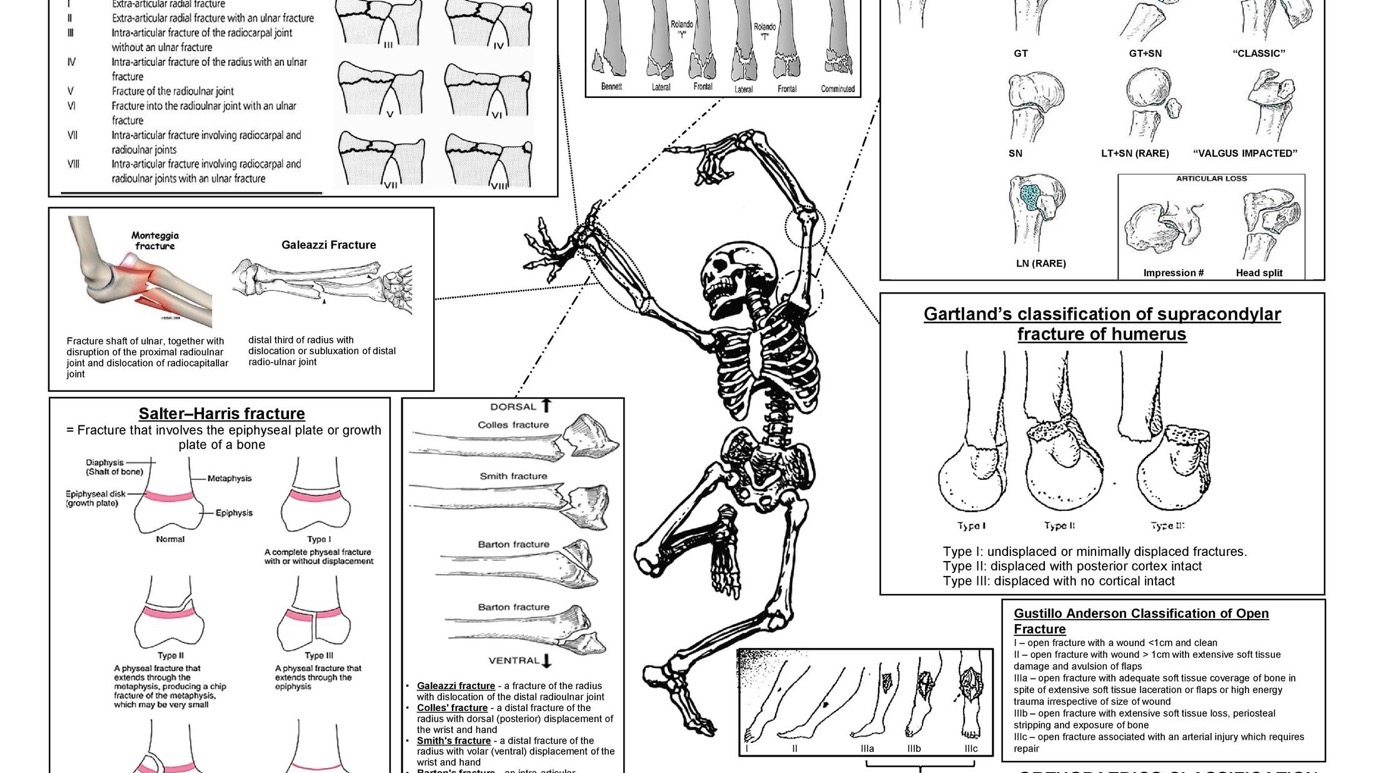 I Extra-articular radial fracture
II Extra-articular radial fracture with an ulnar fracture
III Intra-articular fracture of the radiocarpal joint
without an ulnar fracture
IV Intra-articular fracture of the radius with an ulnar
fracture
V Fracture of the radioulnar joint
VI Fracture into the radioulnar joint with an ulnar
fracture
VII Intra-articular fracture involving radiocarpal and
radioulnar joints
VIII Intra-articular fracture involving radiocarpal and
radioulnar joints with an ulnar fracture
III IV
V VI
VII VIII
Rolando
"Y"
Rolando
"T"
Bennett Lateral Frontal Lateral Frontal Comminuted
GT GT+SN “CLASSIC”
SN LT+SN (RARE) “VALGUS IMPACTED”
ARTICULAR LOSS
LN (RARE) Impression # Head split
Monteggia
fracture
Galeazzi Fracture
Fracture shaft of ulnar, together with
disruption of the proximal radioulnar
joint and dislocation of radiocapitallar
joint
distal third of radius with
dislocation or subluxation of distal
radio-ulnar joint
Gartland’s classification of supracondylar
fracture of humerus
Type I Type II Type III
Type I: undisplaced or minimally displaced fractures.
Type II: displaced with posterior cortex intact
Type III: displaced with no cortical intact
Salter–Harris fracture
= Fracture that involves the epiphyseal plate or growth
plate of a bone
Diaphysis
(Shaft of bone)
Metaphysis
Epiphyseal disk
(growth plate)
Epiphysis
Normal Type I
A complete physeal fracture
with or without displacement
Type II Type III
A physeal fracture that
extends through the
metaphysis, producing a chip
fracture of the metaphysis,
which may be very small
A physeal fracture that
extends through the
epiphysis
DORSAL
Colles fracture
Smith fracture
Barton fracture
Barton fracture
VENTRAL
• Galeazzi fracture - a fracture of the radius
with dislocation of the distal radioulnar joint
• Colles' fracture - a distal fracture of the
radius with dorsal (posterior) displacement of
the wrist and hand
• Smith's fracture - a distal fracture of the
radius with volar (ventral) displacement of the
wrist and hand
• Barton's fracture - an intra-articular
I II IIIa IIIb IIIc
Gustillo Anderson Classification of Open
Fracture
I – open fracture with a wound <1cm and clean
II – open fracture with wound > 1cm with extensive soft tissue
damage and avulsion of flaps
IIIa – open fracture with adequate soft tissue coverage of bone in
spite of extensive soft tissue laceration or flaps or high energy
trauma irrespective of size of wound
IIIb – open fracture with extensive soft tissue loss, periosteal
stripping and exposure of bone
IIIc – open fracture associated with an arterial injury which requires
repair
ORTHOPAEDICS CLASSIFICATION